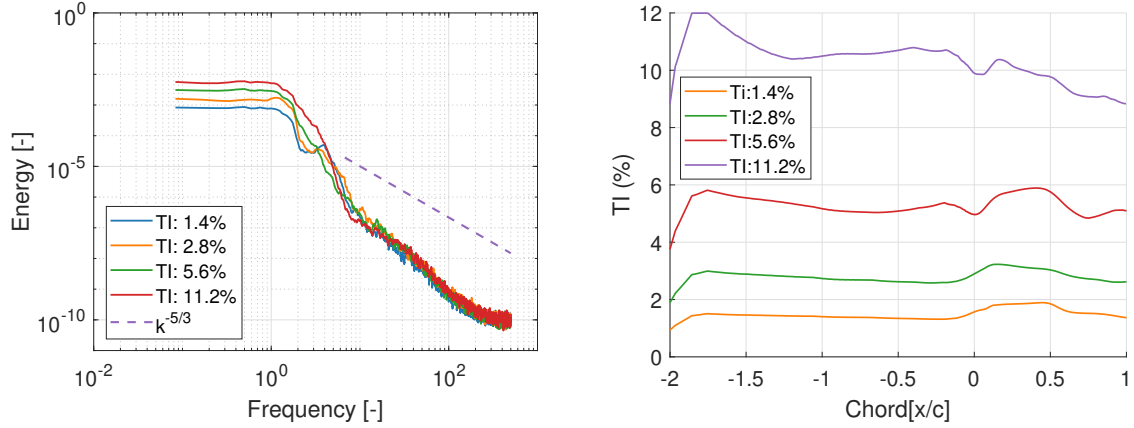 10^0
10^-5
10^-10
Energy [-]
TI: 1.4%
TI: 2.8%
TI: 5.6%
TI: 11.2%
k^-5/3
10^-2
10^0
10^2
Frequency [-]
12
10
8
6
4
2
0
TI (%)
Ti:1.4%
TI:2.8%
TI:5.6%
TI:11.2%
-2
-1.5
-1
-0.5
0
0.5
1
Chord[x/c]